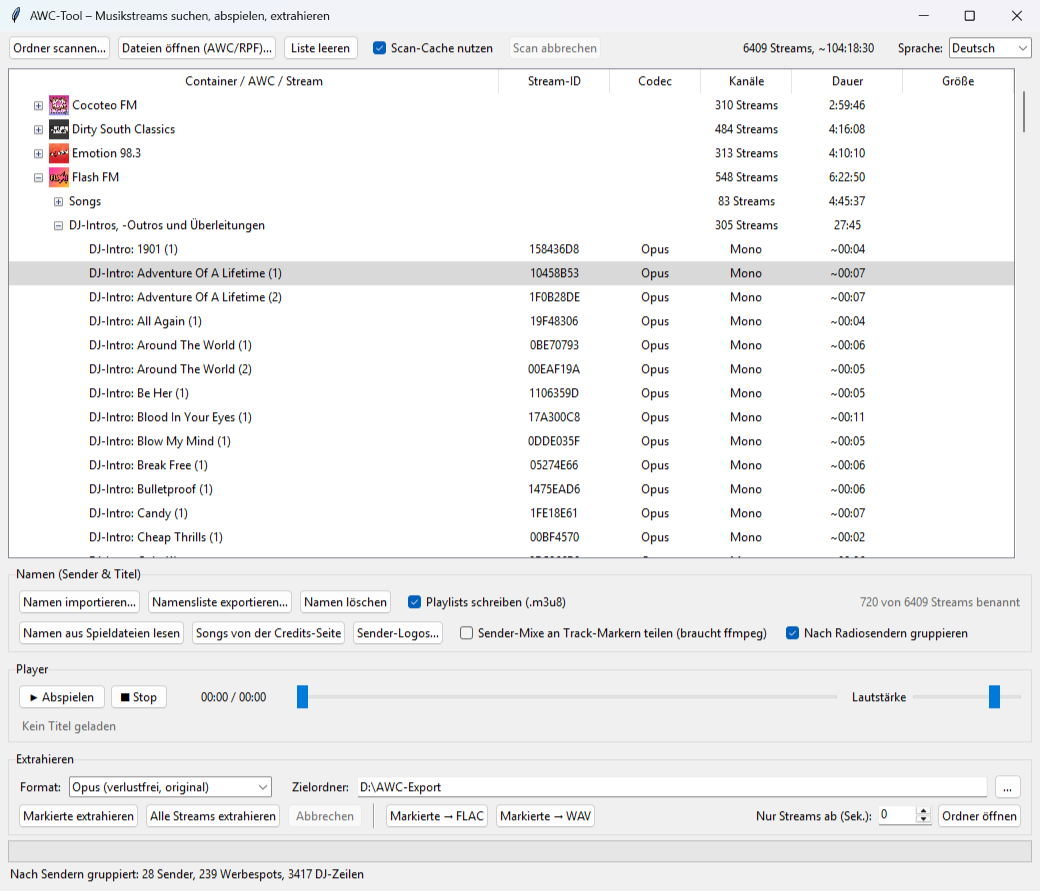 AWC-Tool – Musikstreams suchen, abspielen, extrahieren
Ordner scannen... Dateien öffnen (AWC/RPF)... Liste leeren Scan-Cache nutzen Scan abbrechen 6409 Streams, ~104:18:30 Sprache: Deutsch
Container / AWC / Stream Stream-ID Codec Kanäle Dauer Größe
Cocoteo FM 310 Streams 2:59:46
Dirty South Classics 484 Streams 4:16:08
Emotion 98.3 313 Streams 4:10:10
Flash FM 548 Streams 6:22:50
Songs 83 Streams 4:45:37
DJ-Intros, -Outros und Überleitungen 305 Streams 27:45
DJ-Intro: 1901 (1) 158436D8 Opus Mono ~00:04
DJ-Intro: Adventure Of A Lifetime (1) 10458B53 Opus Mono ~00:07
DJ-Intro: Adventure Of A Lifetime (2) 1F0B28DE Opus Mono ~00:07
DJ-Intro: All Again (1) 19F48306 Opus Mono ~00:04
DJ-Intro: Around The World (1) 0BE70793 Opus Mono ~00:06
DJ-Intro: Around The World (2) 00EAF19A Opus Mono ~00:05
DJ-Intro: Be Her (1) 1106359D Opus Mono ~00:05
DJ-Intro: Blood In Your Eyes (1) 17A300C8 Opus Mono ~00:11
DJ-Intro: Blow My Mind (1) 0DDE035F Opus Mono ~00:05
DJ-Intro: Break Free (1) 05274E66 Opus Mono ~00:06
DJ-Intro: Bulletproof (1) 1475EAD6 Opus Mono ~00:06
DJ-Intro: Candy (1) 1FE18E61 Opus Mono ~00:07
DJ-Intro: Cheap Thrills (1) 00BF4570 Opus Mono ~00:02
Namen (Sender & Titel)
Namen importieren... Namensliste exportieren... Namen löschen Playlists schreiben (.m3u8) 720 von 6409 Streams benannt
Namen aus Spieldateien lesen Songs von der Credits-Seite Sender-Logos... Sender-Mixe an Track-Markern teilen (braucht ffmpeg) Nach Radiosendern gruppieren
Player
► Abspielen ■ Stop 00:00 / 00:00 Lautstärke
Kein Titel geladen
Extrahieren
Format: Opus (verlustfrei, original) Zielordner: D:\AWC-Export ...
Markierte extrahieren Alle Streams extrahieren Abbrechen Markierte → FLAC Markierte → WAV Nur Streams ab (Sek.): 0 Ordner öffnen
Nach Sendern gruppiert: 28 Sender, 239 Werbespots, 3417 DJ-Zeilen